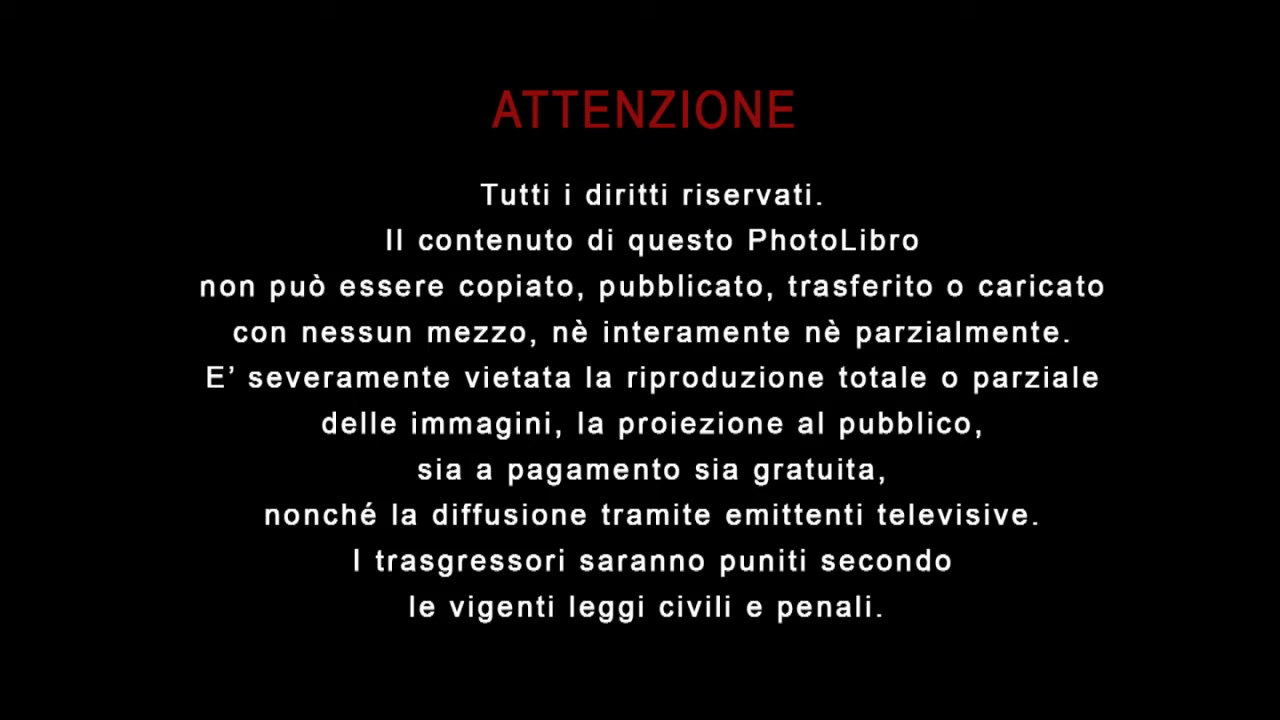 ATTENZIONE
Tutti i diritti riservati.
Il contenuto di questo PhotoLibro
non può essere copiato, pubblicato, trasferito o caricato
con nessun mezzo, nè interamente nè parzialmente.
E’ severamente vietata la riproduzione totale o parziale
delle immagini, la proiezione al pubblico,
sia a pagamento sia gratuita,
nonché la diffusione tramite emittenti televisive.
I trasgressori saranno puniti secondo
le vigenti leggi civili e penali.